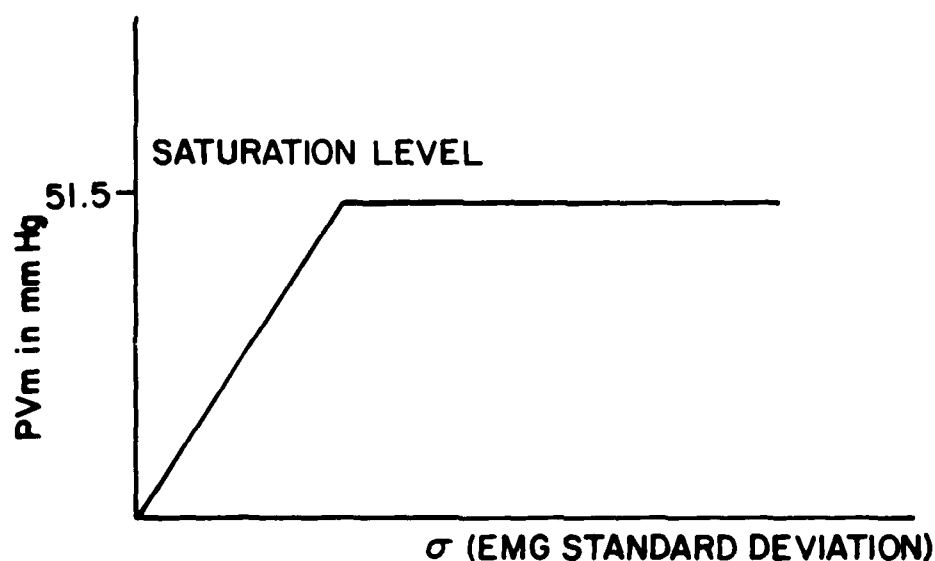 SATURATION LEVEL
51.5
PVm in mm Hg
σ (EMG STANDARD DEVIATION)